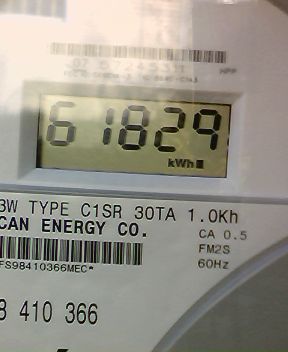 61829
kWh
3W TYPE C1SR 30TA 1.0Kh
CAN ENERGY CO.
CA 0.5
FM2S
FS98410366MEC*
60Hz
8 410 366